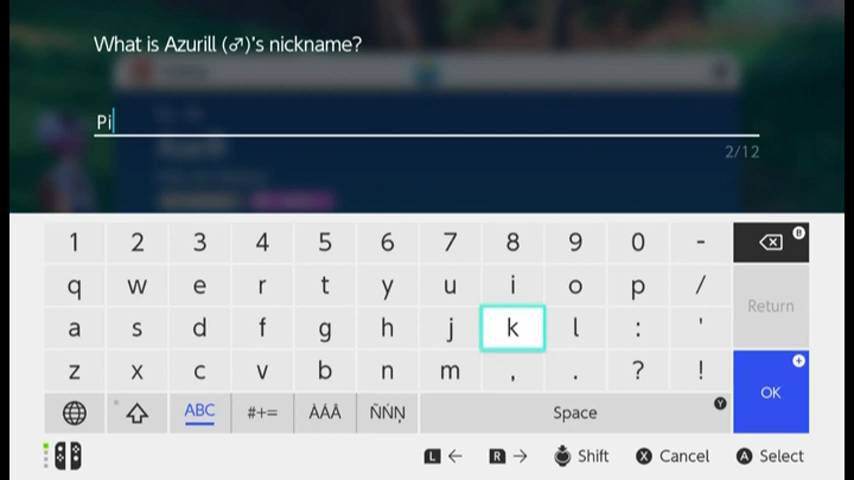 What is Azurill (♂)'s nickname?
Pi
2/12
1 2 3 4 5 6 7 8 9 0 -
q w e r t y u i o p /
Return
a s d f g h j k l : '
z x c v b n m , . ? !
OK
ABC #+= ÀÁÂ ÑŃŅ Space
L ← R → Shift X Cancel A Select